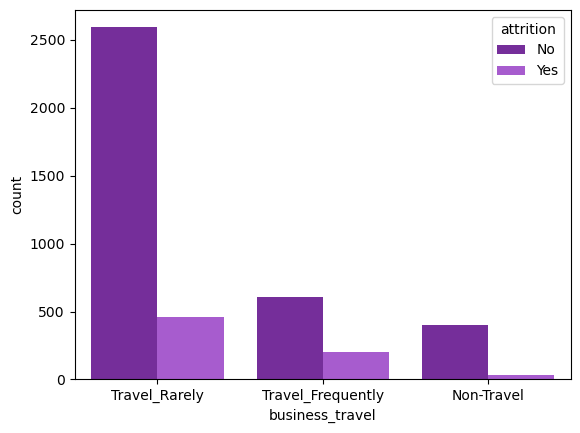 attrition
No
Yes
2500
2000
1500
1000
500
0
count
Travel_Rarely
Travel_Frequently
Non-Travel
business_travel